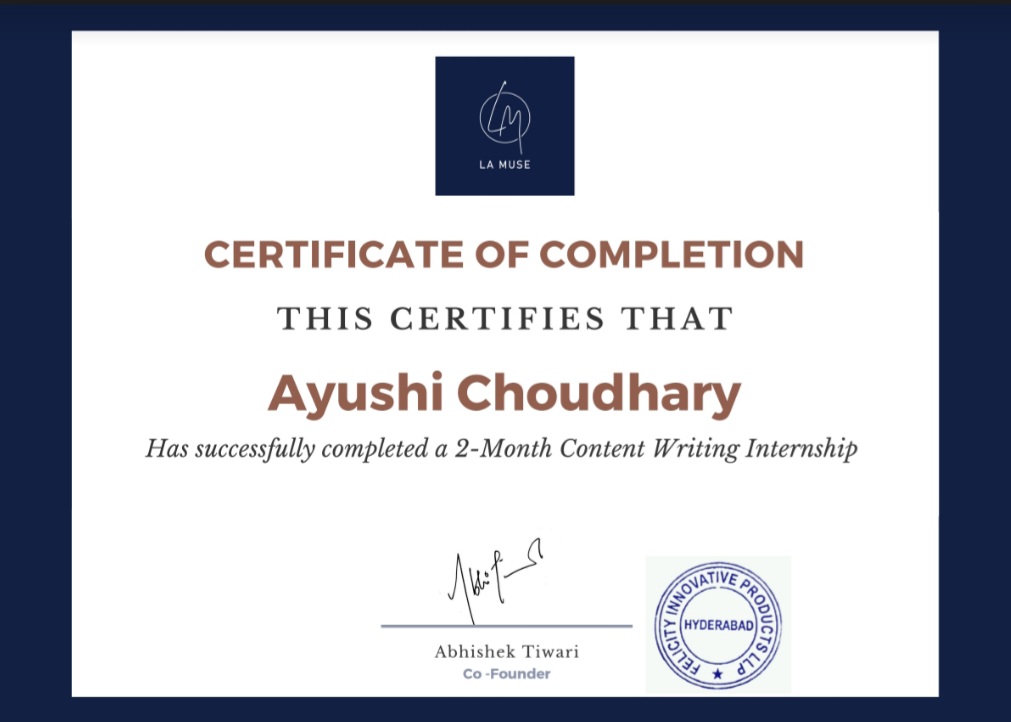 LA MUSE
CERTIFICATE OF COMPLETION
THIS CERTIFIES THAT
Ayushi Choudhary
Has successfully completed a 2-Month Content Writing Internship
Abhishek Tiwari
Co -Founder
FELICITY INNOVATIVE PRODUCTS LLP
HYDERABAD